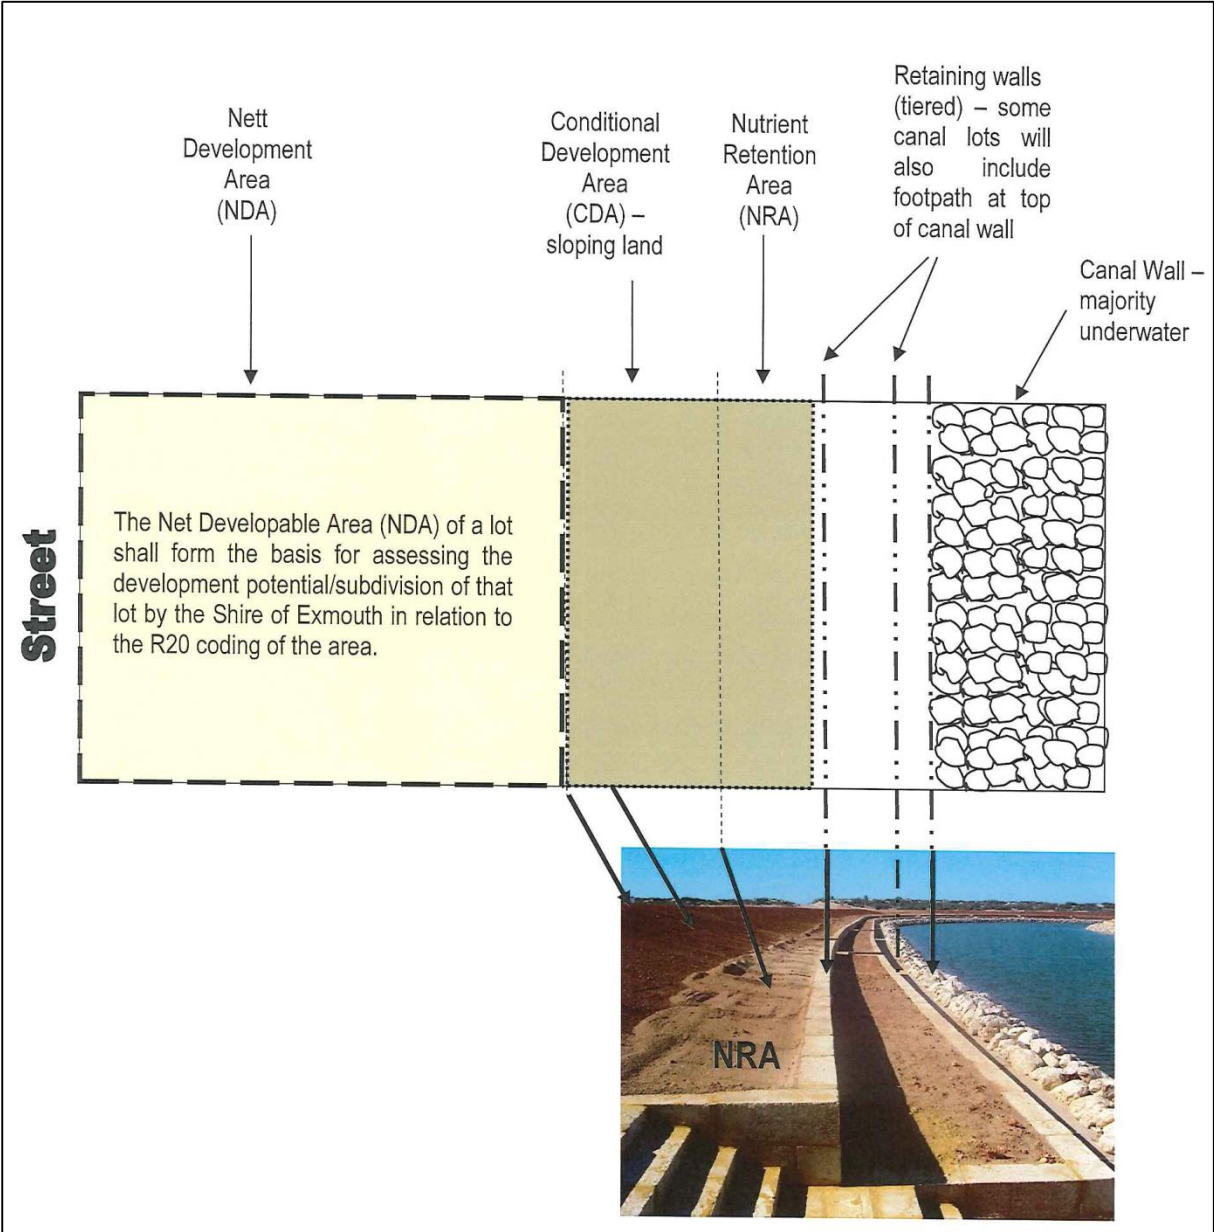 Nett
Development
Area
(NDA)
Conditional
Development
Area
(CDA) –
sloping land
Nutrient
Retention
Area
(NRA)
Retaining walls
(tiered) – some
canal lots will
also include
footpath at top
of canal wall
Canal Wall –
majority
underwater
Street
The Net Developable Area (NDA) of a lot
shall form the basis for assessing the
development potential/subdivision of that
lot by the Shire of Exmouth in relation to
the R20 coding of the area.
NRA